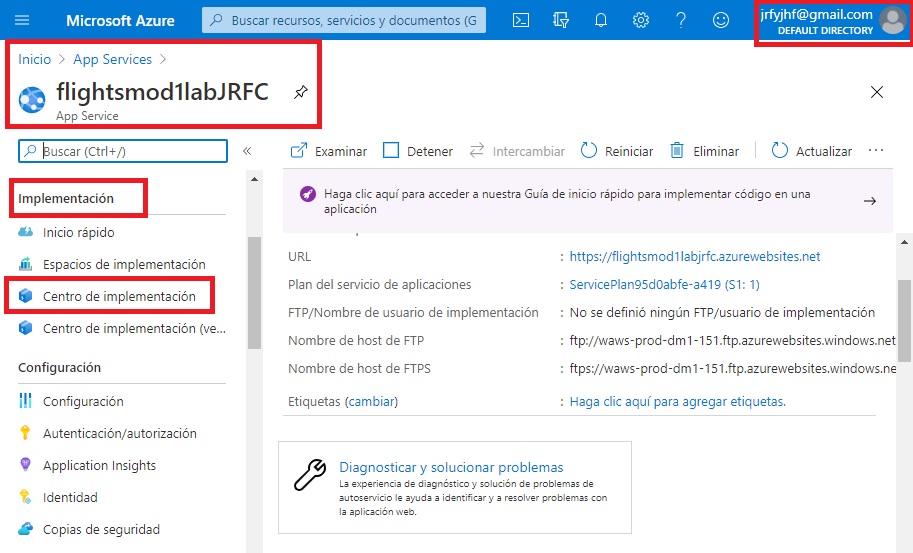 Microsoft Azure
Buscar recursos, servicios y documentos (G
jrfyjhf@gmail.com
DEFAULT DIRECTORY
Inicio > App Services >
flightsmod1labJRFC
App Service
Buscar (Ctrl+/)
«
Examinar
Detener
Intercambiar
Reiniciar
Eliminar
Actualizar
...
Implementación
Inicio rápido
Espacios de implementación
Centro de implementación
Centro de implementación (ve...
Configuración
Configuración
Autenticación/autorización
Application Insights
Identidad
Copias de seguridad
Haga clic aquí para acceder a nuestra Guía de inicio rápido para implementar código en una
aplicación
URL : https://flightsmod1labjrfc.azurewebsites.net
Plan del servicio de aplicaciones : ServicePlan95d0abfe-a419 (S1: 1)
FTP/Nombre de usuario de implementación : No se definió ningún FTP/usuario de implementación
Nombre de host de FTP : ftp://waws-prod-dm1-151.ftp.azurewebsites.windows.net
Nombre de host de FTPS : ftps://waws-prod-dm1-151.ftp.azurewebsites.windows.ne
Etiquetas (cambiar) : Haga clic aquí para agregar etiquetas.
Diagnosticar y solucionar problemas
La experiencia de diagnóstico y solución de problemas de
autoservicio le ayuda a identificar y a resolver problemas con
la aplicación web.